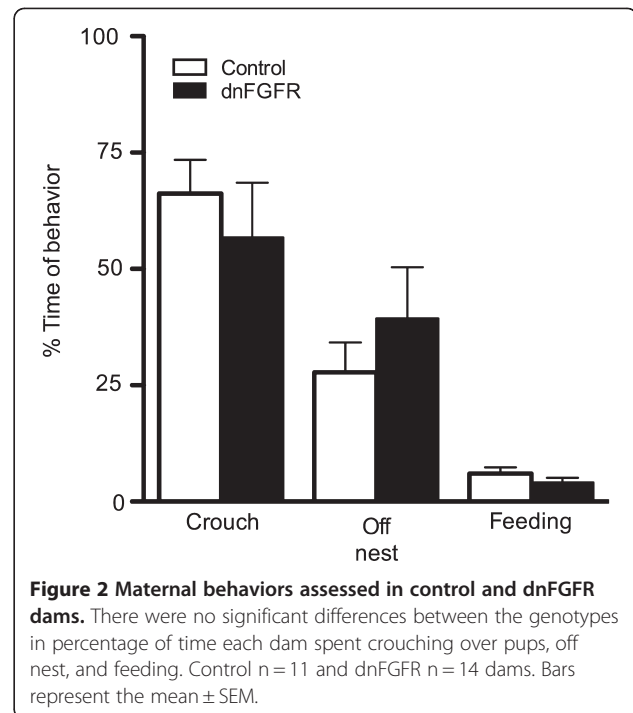 100
75
50
25
0
% Time of behavior
Control
dnFGFR
Crouch
Off
nest
Feeding
Figure 2 Maternal behaviors assessed in control and dnFGFR
dams. There were no significant differences between the genotypes
in percentage of time each dam spent crouching over pups, off
nest, and feeding. Control n = 11 and dnFGFR n = 14 dams. Bars
represent the mean ± SEM.